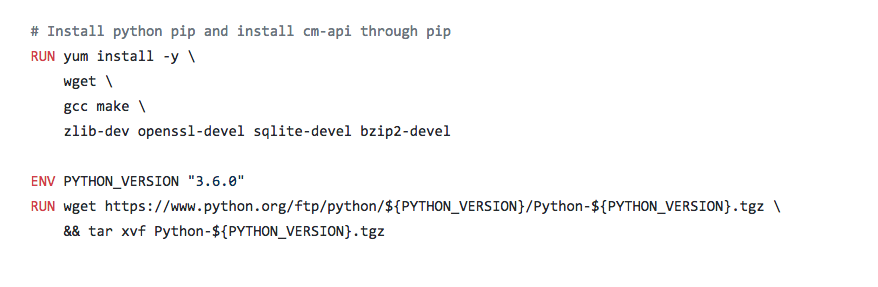 # Install python pip and install cm-api through pip
RUN yum install -y \
wget \
gcc make \
zlib-dev openssl-devel sqlite-devel bzip2-devel
ENV PYTHON_VERSION "3.6.0"
RUN wget https://www.python.org/ftp/python/${PYTHON_VERSION}/Python-${PYTHON_VERSION}.tgz \
&& tar xvf Python-${PYTHON_VERSION}.tgz